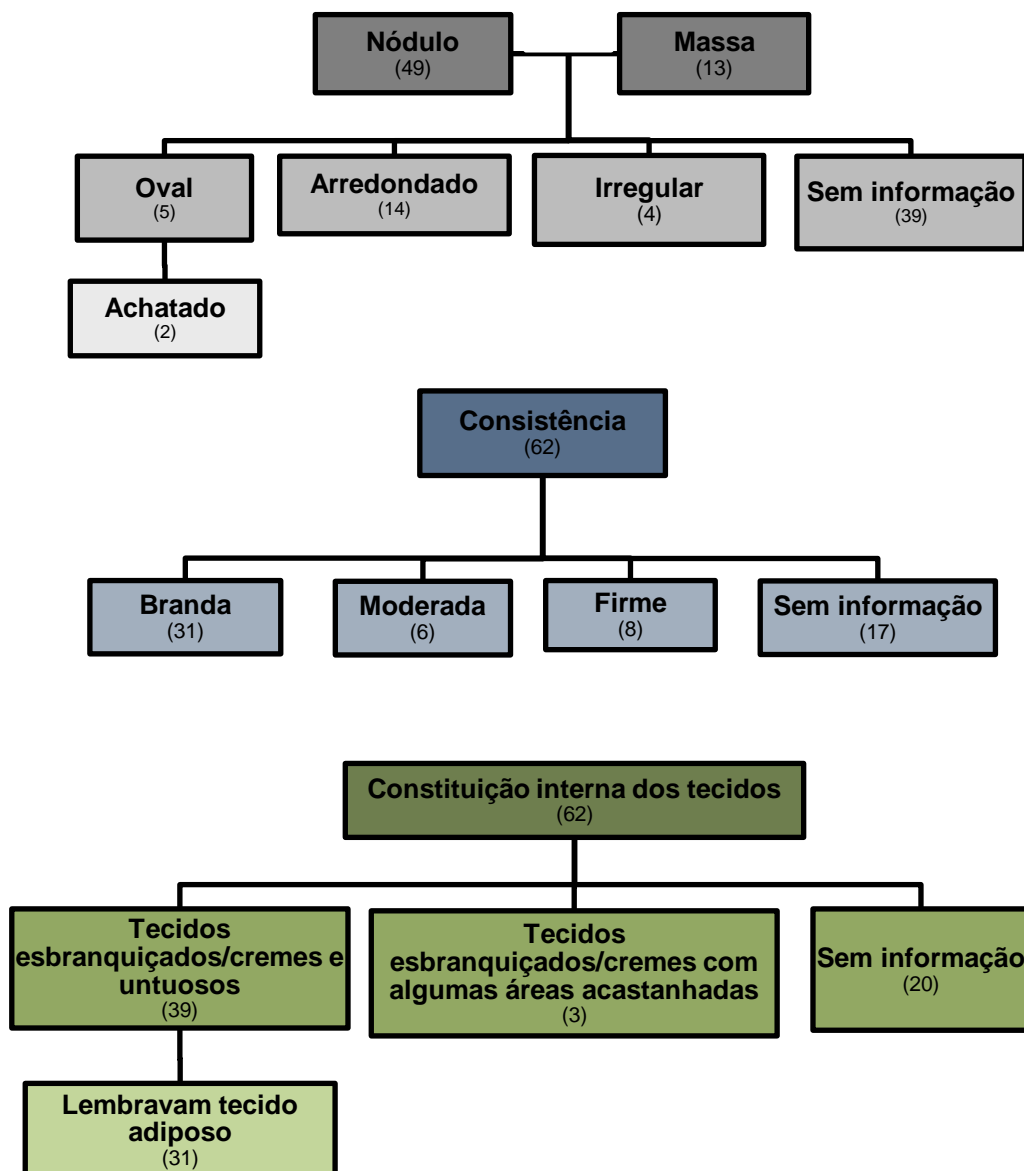 Nódulo
(49)
Massa
(13)
Oval
(5)
Arredondado
(14)
Irregular
(4)
Sem informação
(39)
Achatado
(2)
Consistência
(62)
Branda
(31)
Moderada
(6)
Firme
(8)
Sem informação
(17)
Constituição interna dos tecidos
(62)
Tecidos
esbranquiçados/cremes e
untuosos
(39)
Tecidos
esbranquiçados/cremes com
algumas áreas acastanhadas
(3)
Sem informação
(20)
Lembravam tecido
adiposo
(31)